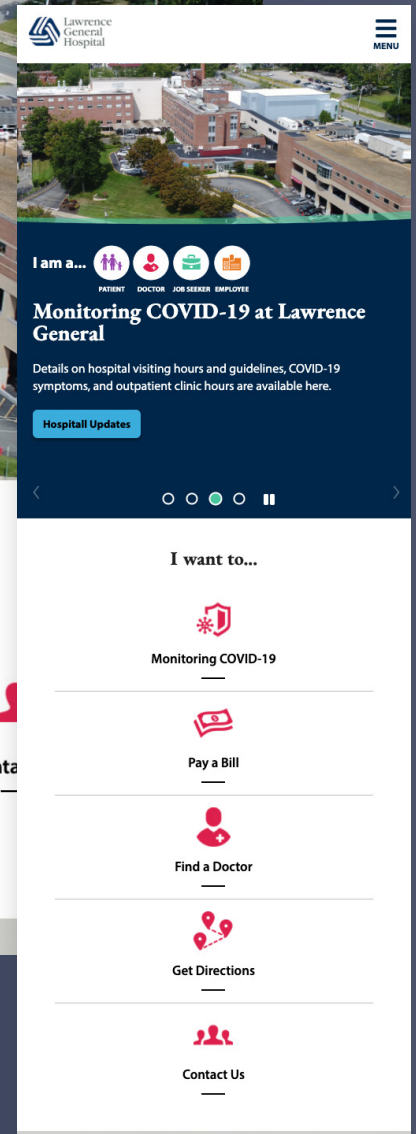 Lawrence
General
Hospital
MENU
I am a...
PATIENT DOCTOR JOB SEEKER EMPLOYEE
Monitoring COVID-19 at Lawrence
General
Details on hospital visiting hours and guidelines, COVID-19
symptoms, and outpatient clinic hours are available here.
Hospitall Updates
I want to...
Monitoring COVID-19
Pay a Bill
Find a Doctor
Get Directions
Contact Us